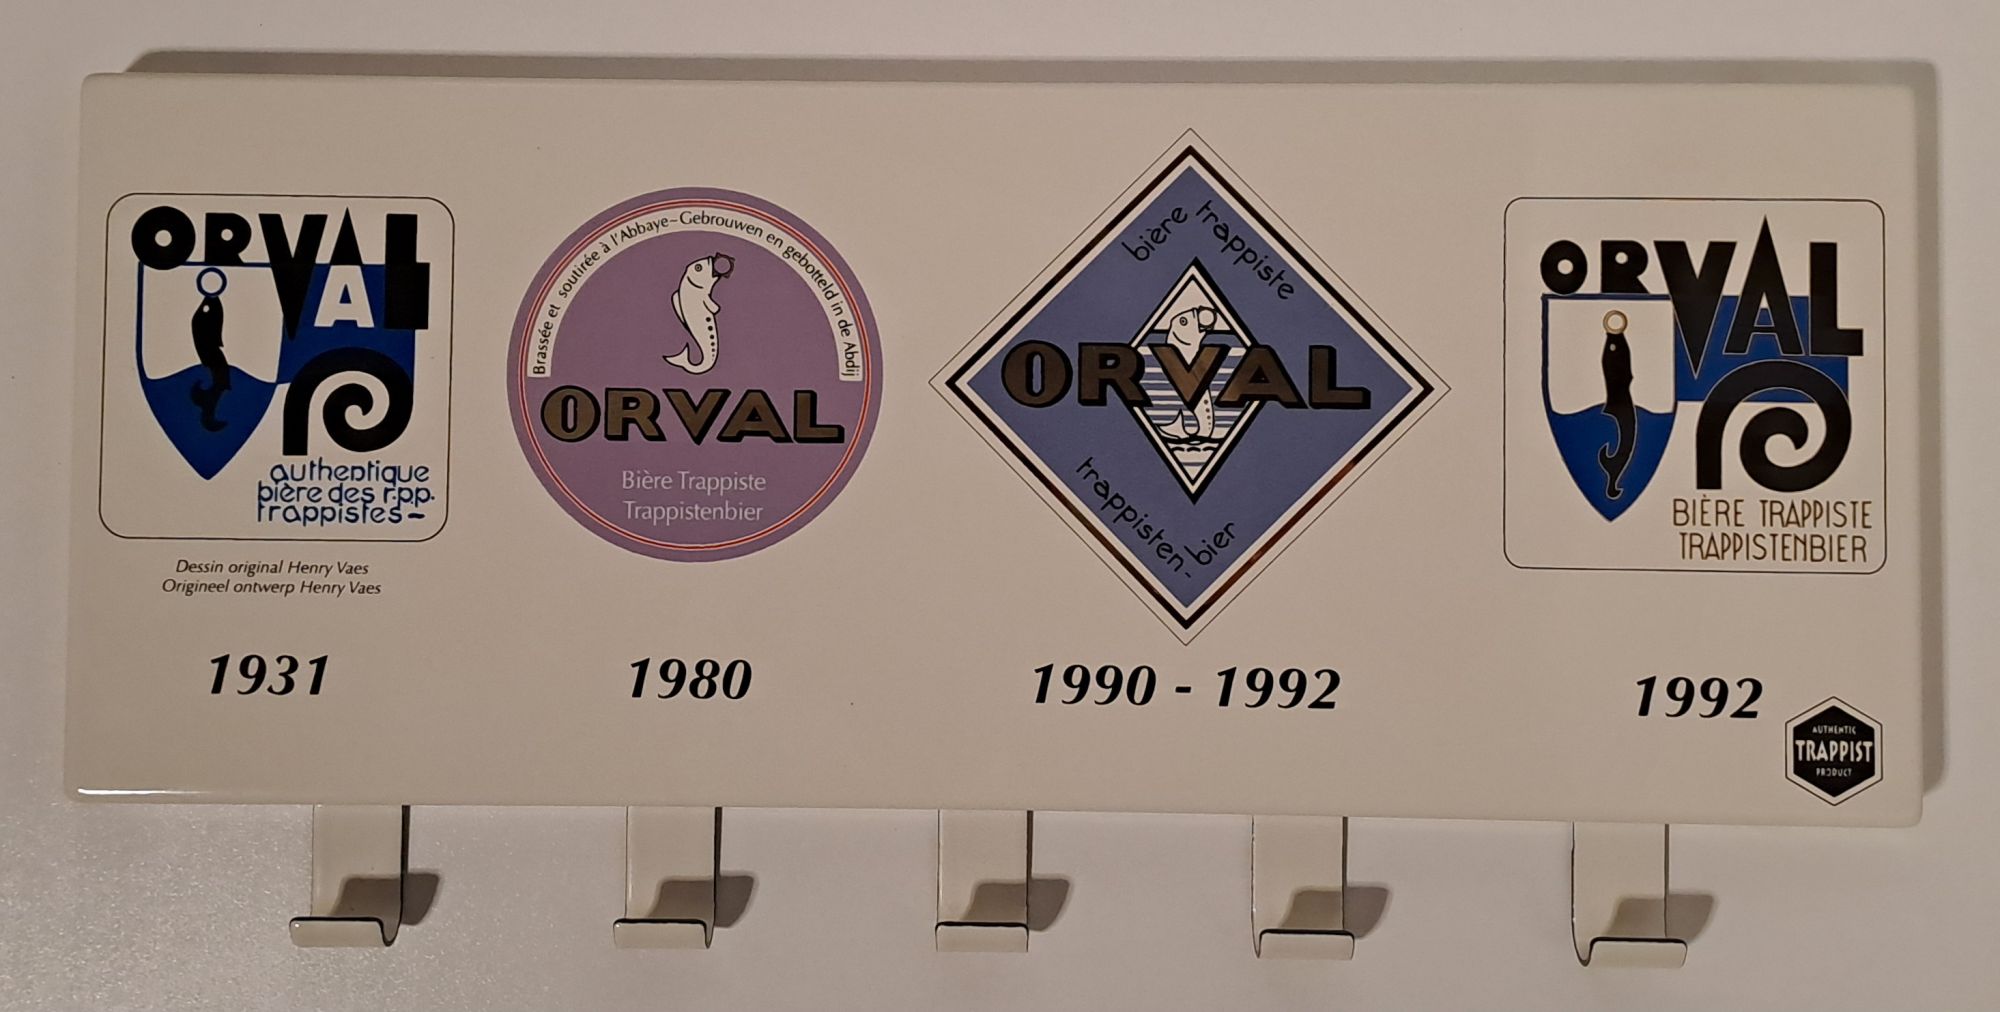 ORVAL
authentique
bière des r.p.p.
trappistes-
Dessin original Henry Vaes
Origineel ontwerp Henry Vaes
1931
Brassée et soutirée à l'Abbaye-Gebrouwen en gebotteld in de Abdij
ORVAL
Bière Trappiste
Trappistenbier
1980
bière trappiste
ORVAL
trappisten-bier
1990 - 1992
ORVAL
BIÈRE TRAPPISTE
TRAPPISTENBIER
1992
AUTHENTIC
TRAPPIST
PRODUCT